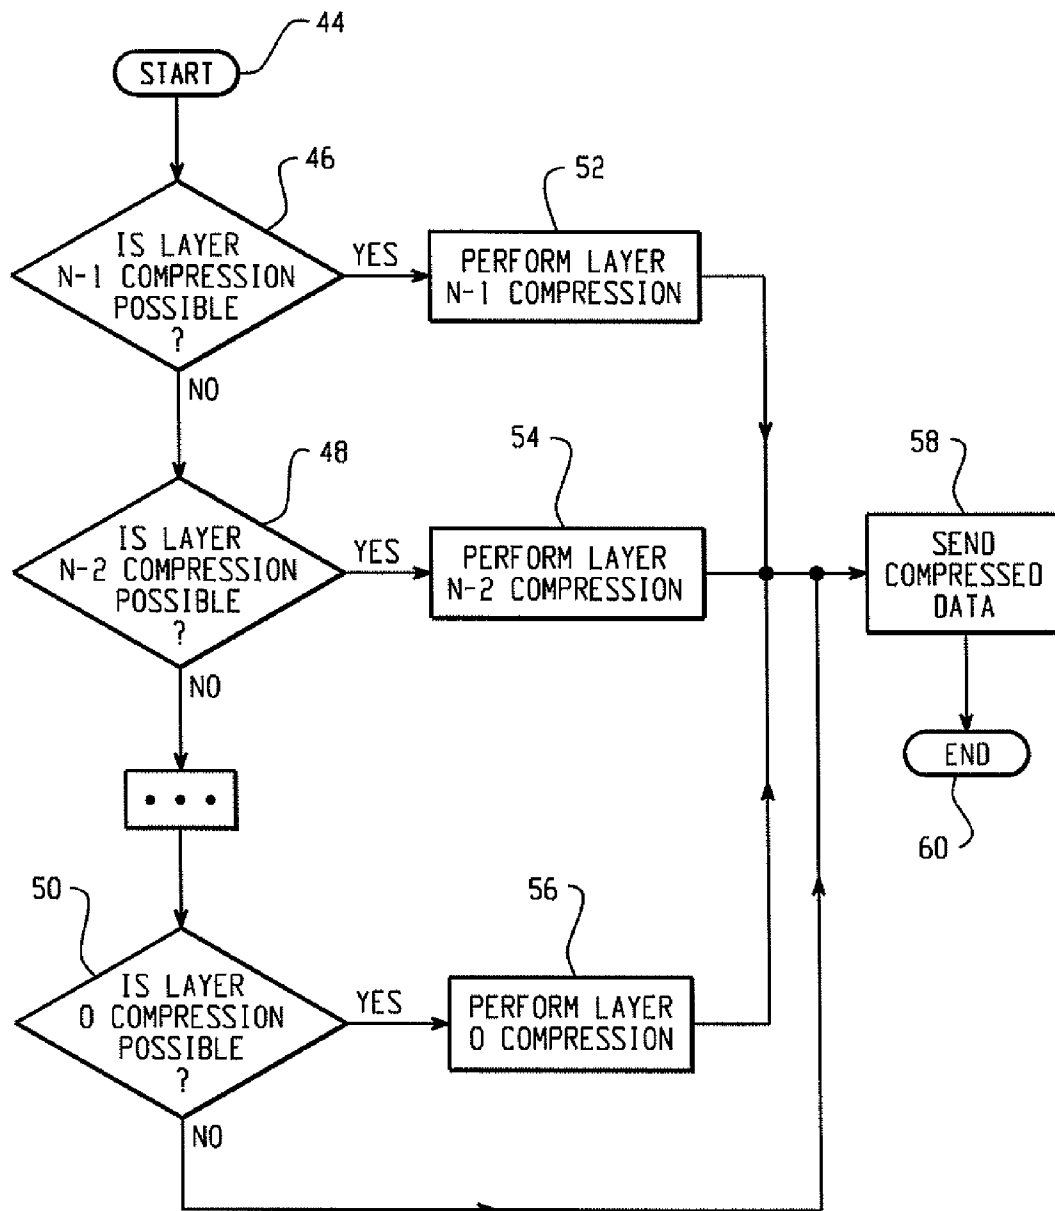 44
START
46
IS LAYER
N-1 COMPRESSION
POSSIBLE
?
YES
52
PERFORM LAYER
N-1 COMPRESSION
NO
48
IS LAYER
N-2 COMPRESSION
POSSIBLE
?
YES
54
PERFORM LAYER
N-2 COMPRESSION
58
SEND
COMPRESSED
DATA
NO
END
60
• • •
50
IS LAYER
0 COMPRESSION
POSSIBLE
?
YES
56
PERFORM LAYER
0 COMPRESSION
NO